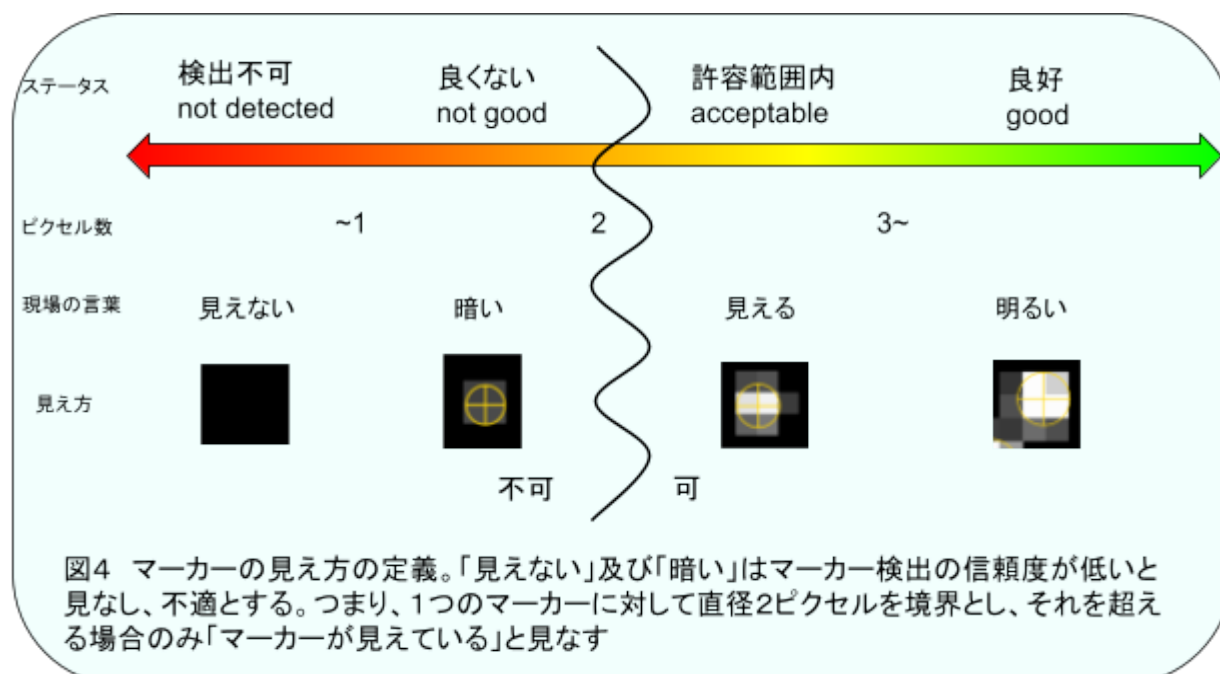 ステータス 検出不可 良くない 許容範囲内 良好
not detected not good acceptable good
ピクセル数 ~1 2 3~
現場の言葉 見えない 暗い 見える 明るい
見え方
不可 可
図4 マーカーの見え方の定義。「見えない」及び「暗い」はマーカー検出の信頼度が低いと
見なし、不適とする。つまり、1つのマーカーに対して直径2ピクセルを境界とし、それを超え
る場合のみ「マーカーが見えている」と見なす